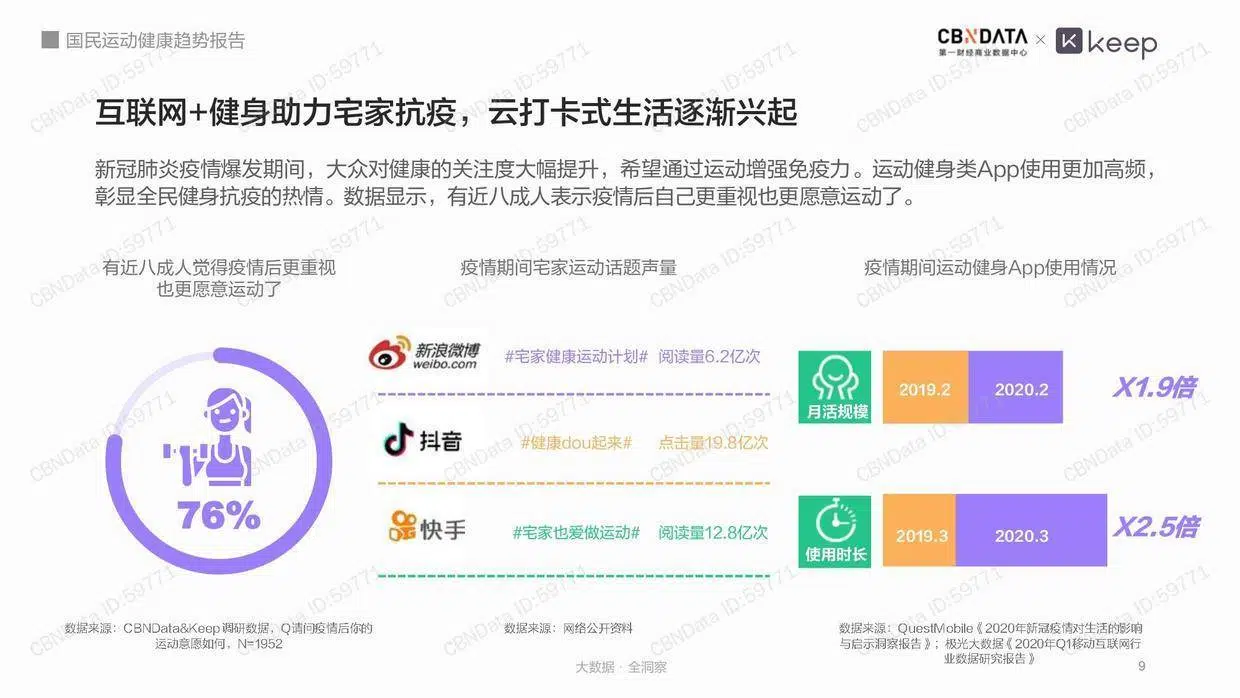 国民运动健康趋势报告
CBNDATA × keep
第一财经商业数据中心
互联网+健身助力宅家抗疫，云打卡式生活逐渐兴起
新冠肺炎疫情爆发期间，大众对健康的关注度大幅提升，希望通过运动增强免疫力。运动健身类App使用更加高频，
彰显全民健身抗疫的热情。数据显示，有近八成人表示疫情后自己更重视也更愿意运动了。
有近八成人觉得疫情后更重视
也更愿意运动了
76%
数据来源：CBNData&Keep调研数据，Q请问疫情后你的
运动意愿如何，N=1952
疫情期间宅家运动话题声量
新浪微博
weibo.com
#宅家健康运动计划# 阅读量6.2亿次
抖音 #健康dou起来# 点击量19.8亿次
快手 #宅家也爱做运动# 阅读量12.8亿次
数据来源：网络公开资料
疫情期间运动健身App使用情况
月活规模 2019.2 2020.2 X1.9倍
使用时长 2019.3 2020.3 X2.5倍
数据来源：QuestMobile《2020年新冠疫情对生活的影响
与启示洞察报告》；极光大数据《2020年Q1移动互联网行
业数据研究报告》
大数据 · 全洞察
9
CBNData ID:59771